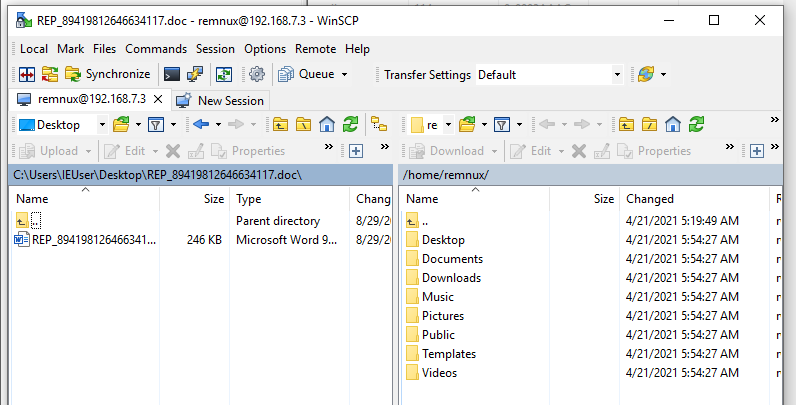 REP_89419812646634117.doc - remnux@192.168.7.3 - WinSCP
Local Mark Files Commands Session Options Remote Help
Synchronize Queue Transfer Settings Default
remnux@192.168.7.3 × New Session
Desktop re
Upload Edit Properties » Download Edit Properties »
C:\Users\IEUser\Desktop\REP_89419812646634117.doc\ /home/remnux/
Name Size Type Chang Name Size Changed R
.. Parent directory 8/29/2 .. 4/21/2021 5:19:49 AM
REP_894198126466341... 246 KB Microsoft Word 9... 8/29/2 Desktop 4/21/2021 5:54:27 AM
Documents 4/21/2021 5:54:27 AM
Downloads 4/21/2021 5:54:27 AM
Music 4/21/2021 5:54:27 AM
Pictures 4/21/2021 5:54:27 AM
Public 4/21/2021 5:54:27 AM
Templates 4/21/2021 5:54:27 AM
Videos 4/21/2021 5:54:27 AM